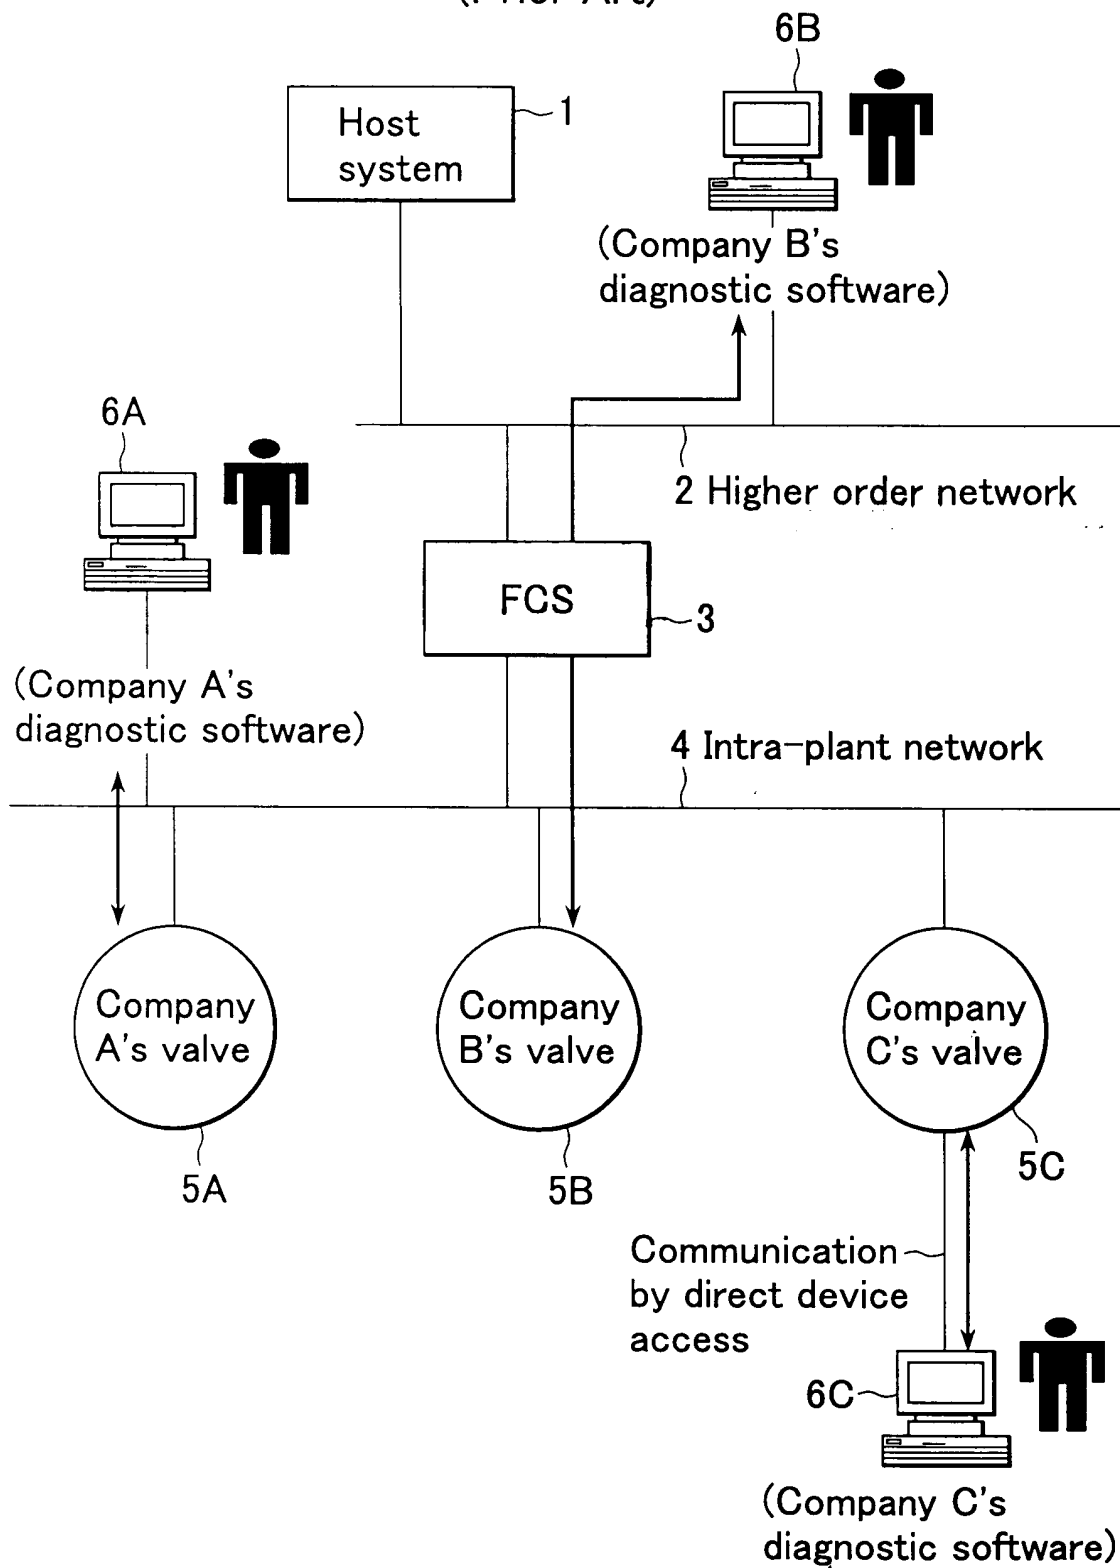 (Prior Art)
6B
1
Host
system
(Company B's
diagnostic software)
6A
2 Higher order network
FCS
3
(Company A's
diagnostic software)
4 Intra-plant network
Company
A's valve
Company
B's valve
Company
C's valve
5A
5B
5C
Communication
by direct device
access
6C
(Company C's
diagnostic software)